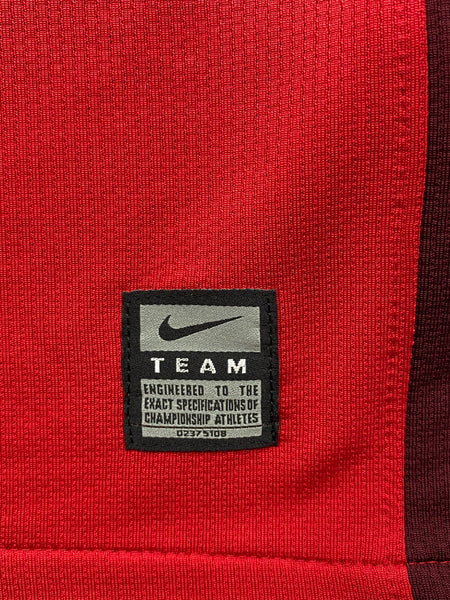 TEAM
ENGINEERED TO THE
EXACT SPECIFICATIONS OF
CHAMPIONSHIP ATHLETES
02375108